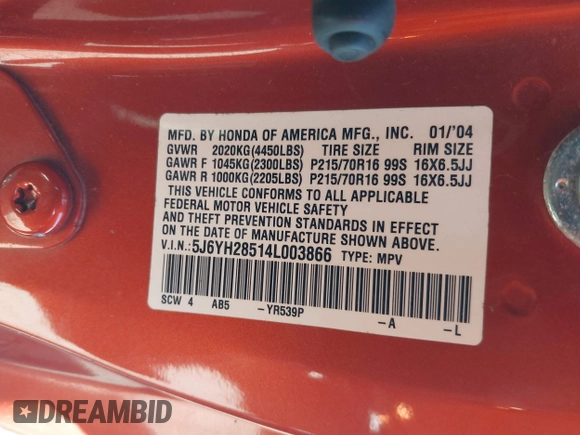 MFD. BY HONDA OF AMERICA MFG., INC. 01/'04
GVWR 2020KG(4450LBS) TIRE SIZE RIM SIZE
GAWR F 1045KG(2300LBS) P215/70R16 99S 16X6.5JJ
GAWR R 1000KG(2205LBS) P215/70R16 99S 16X6.5JJ
THIS VEHICLE CONFORMS TO ALL APPLICABLE
FEDERAL MOTOR VEHICLE SAFETY
AND THEFT PREVENTION STANDARDS IN EFFECT
ON THE DATE OF MANUFACTURE SHOWN ABOVE.
V.I.N.:5J6YH28514L003866 TYPE: MPV
SCW 4 AB5 -YR539P -A -L
DREAMBID